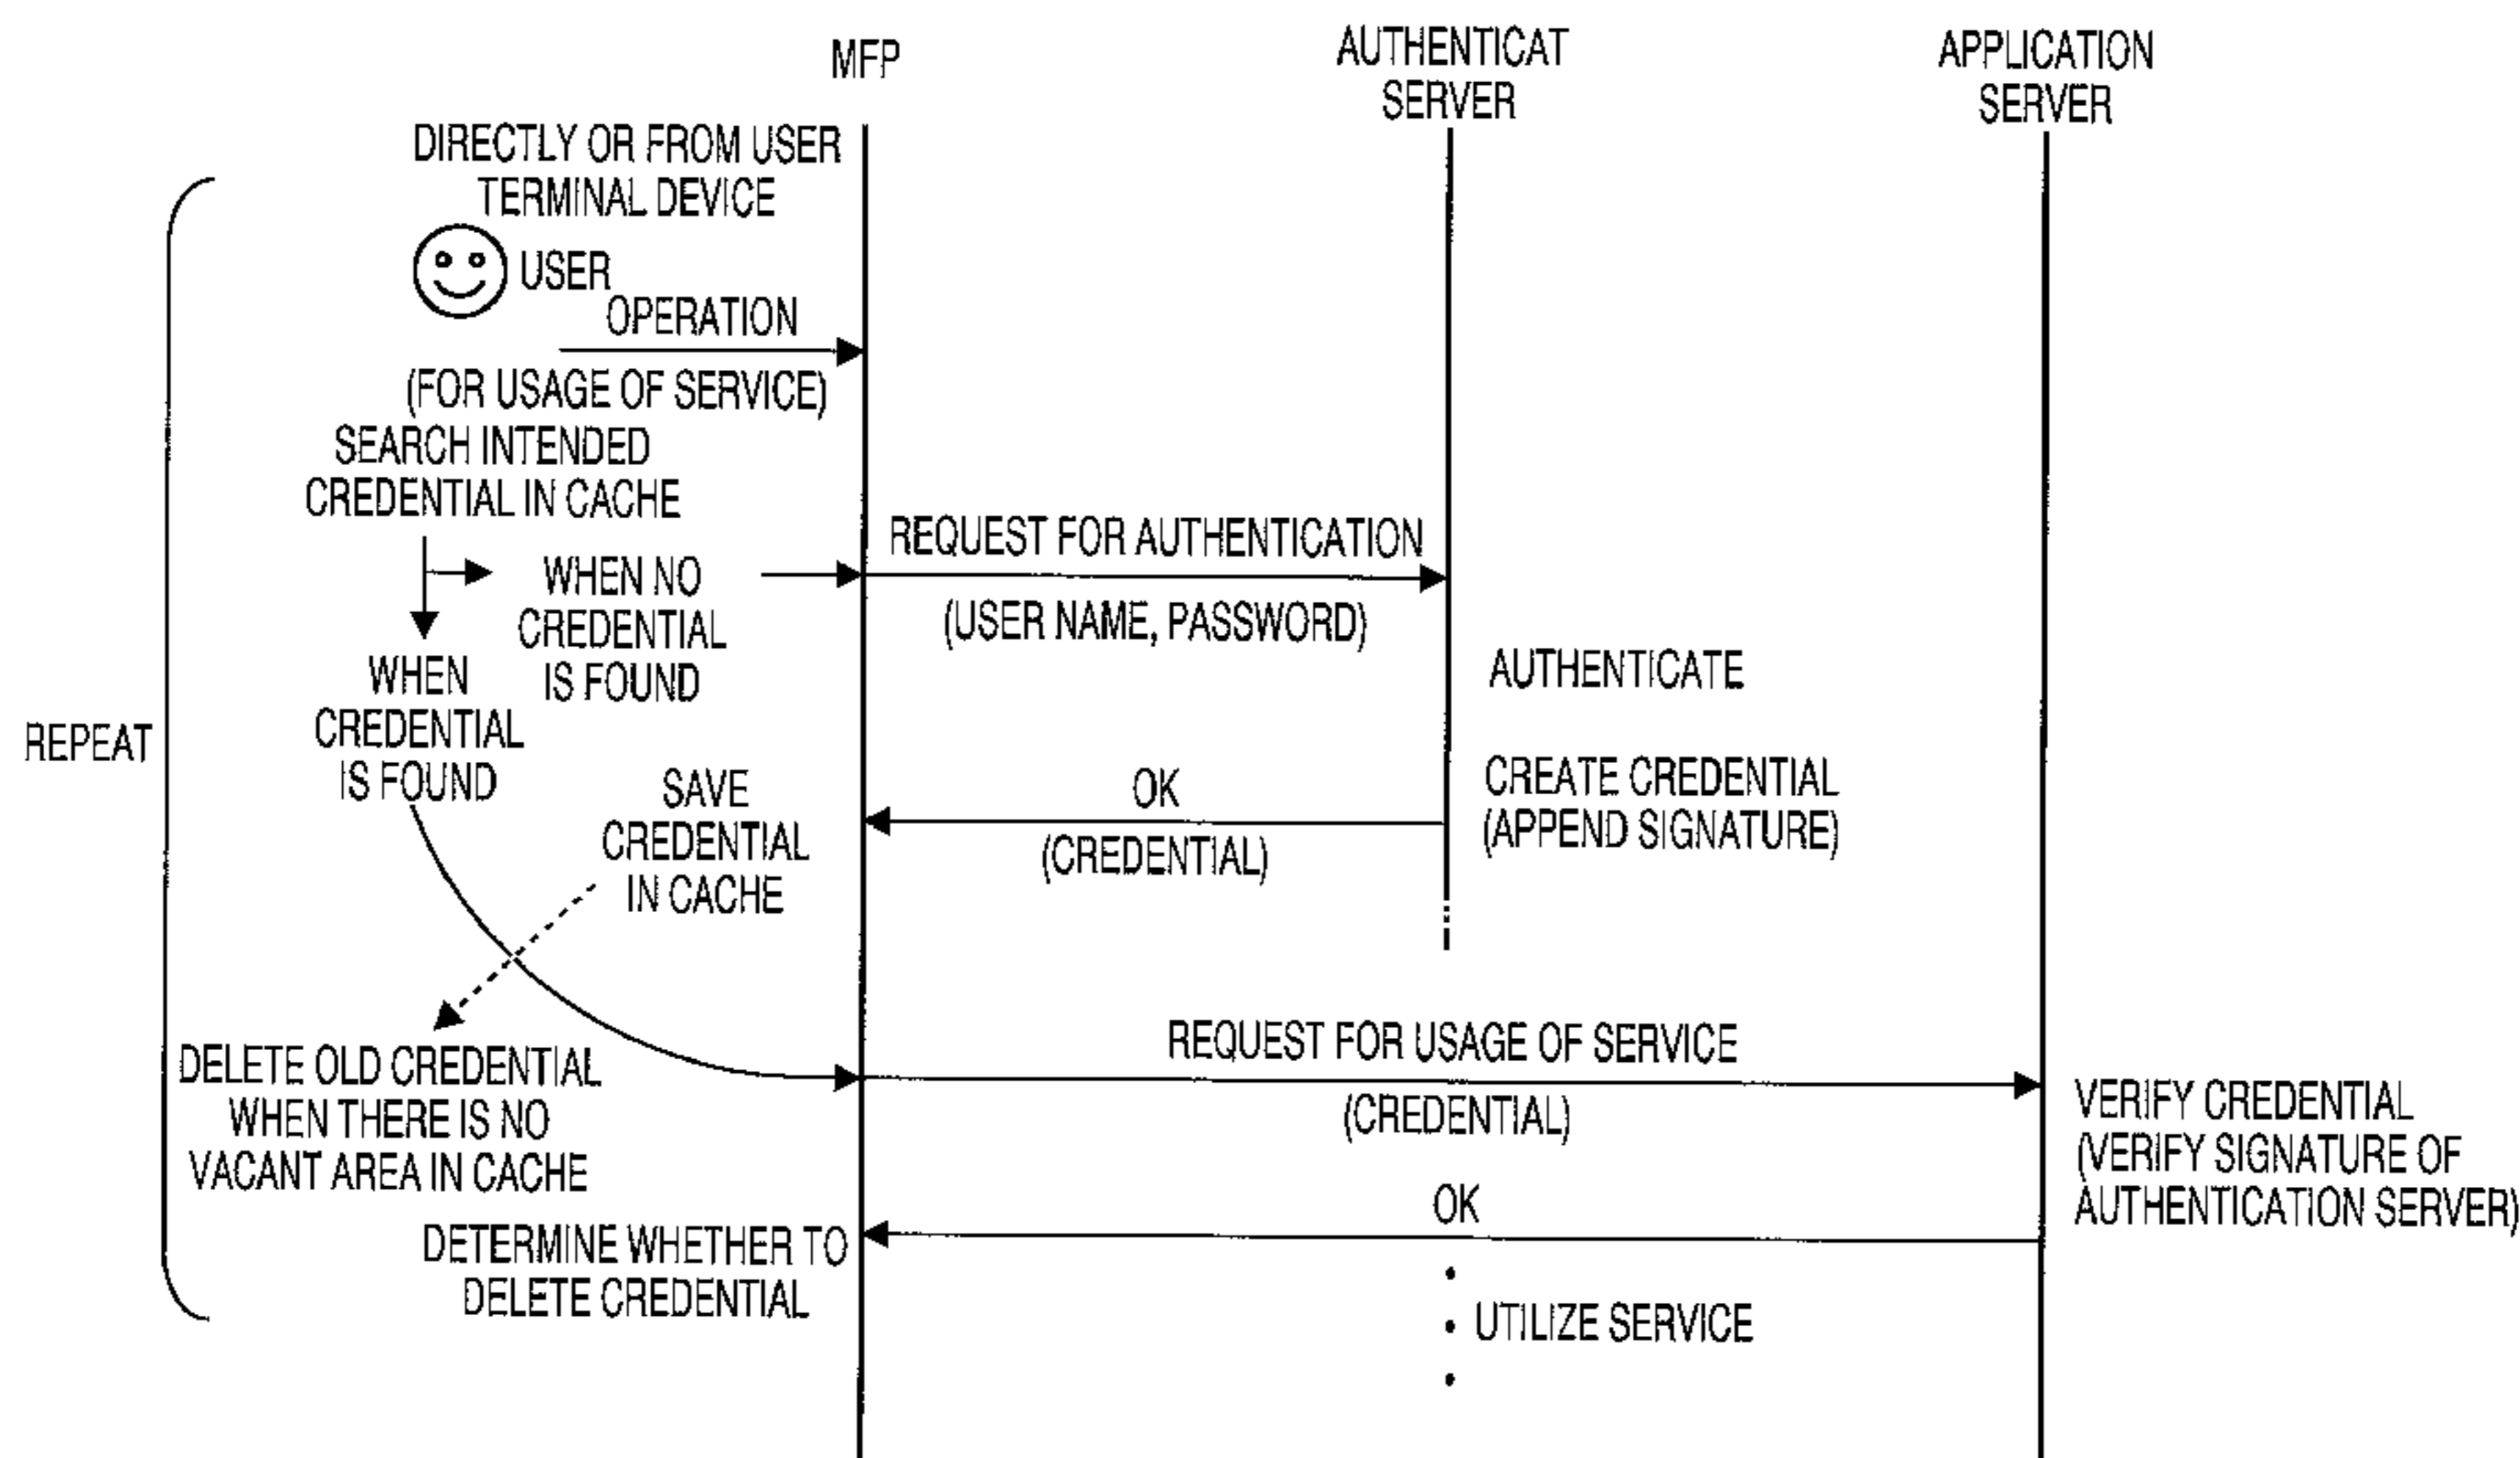 MFP
AUTHENTICAT
SERVER
APPLICATION
SERVER
DIRECTLY OR FROM USER
TERMINAL DEVICE
USER
OPERATION
(FOR USAGE OF SERVICE)
SEARCH INTENDED
CREDENTIAL IN CACHE
REQUEST FOR AUTHENTICATION
(USER NAME, PASSWORD)
WHEN NO
CREDENTIAL
IS FOUND
WHEN
CREDENTIAL
IS FOUND
REPEAT
AUTHENTICATE
CREATE CREDENTIAL
(APPEND SIGNATURE)
OK
(CREDENTIAL)
SAVE
CREDENTIAL
IN CACHE
DELETE OLD CREDENTIAL
WHEN THERE IS NO
VACANT AREA IN CACHE
REQUEST FOR USAGE OF SERVICE
(CREDENTIAL)
VERIFY CREDENTIAL
(VERIFY SIGNATURE OF
AUTHENTICATION SERVER)
OK
DETERMINE WHETHER TO
DELETE CREDENTIAL
UTILIZE SERVICE